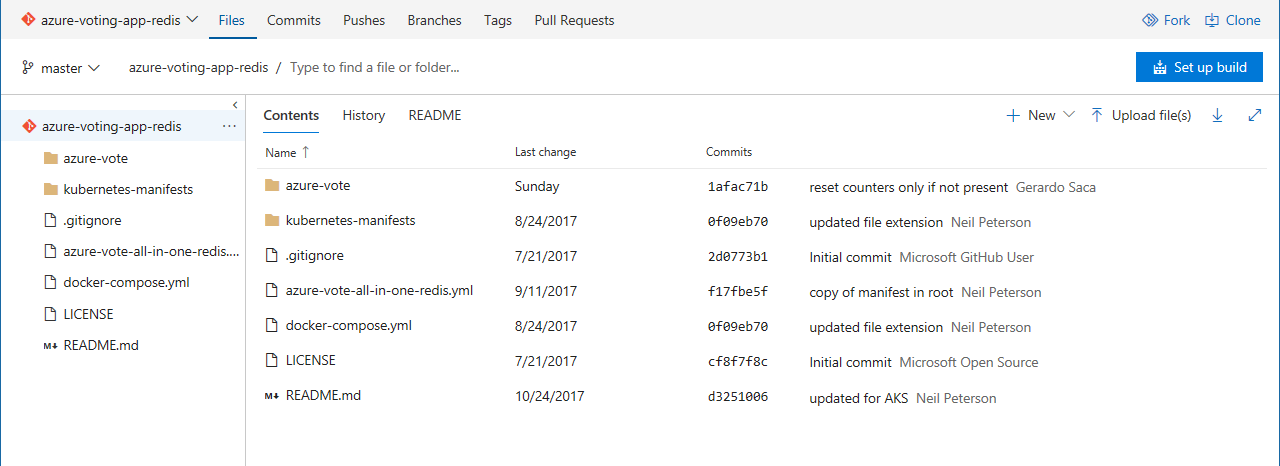 azure-voting-app-redis Files Commits Pushes Branches Tags Pull Requests Fork Clone
master azure-voting-app-redis / Type to find a file or folder... Set up build
azure-voting-app-redis ...
azure-vote
kubernetes-manifests
.gitignore
azure-vote-all-in-one-redis....
docker-compose.yml
LICENSE
M↓ README.md
Contents History README New Upload file(s)
Name ↑ Last change Commits
azure-vote Sunday 1afac71b reset counters only if not present Gerardo Saca
kubernetes-manifests 8/24/2017 0f09eb70 updated file extension Neil Peterson
.gitignore 7/21/2017 2d0773b1 Initial commit Microsoft GitHub User
azure-vote-all-in-one-redis.yml 9/11/2017 f17fbe5f copy of manifest in root Neil Peterson
docker-compose.yml 8/24/2017 0f09eb70 updated file extension Neil Peterson
LICENSE 7/21/2017 cf8f7f8c Initial commit Microsoft Open Source
M↓ README.md 10/24/2017 d3251006 updated for AKS Neil Peterson